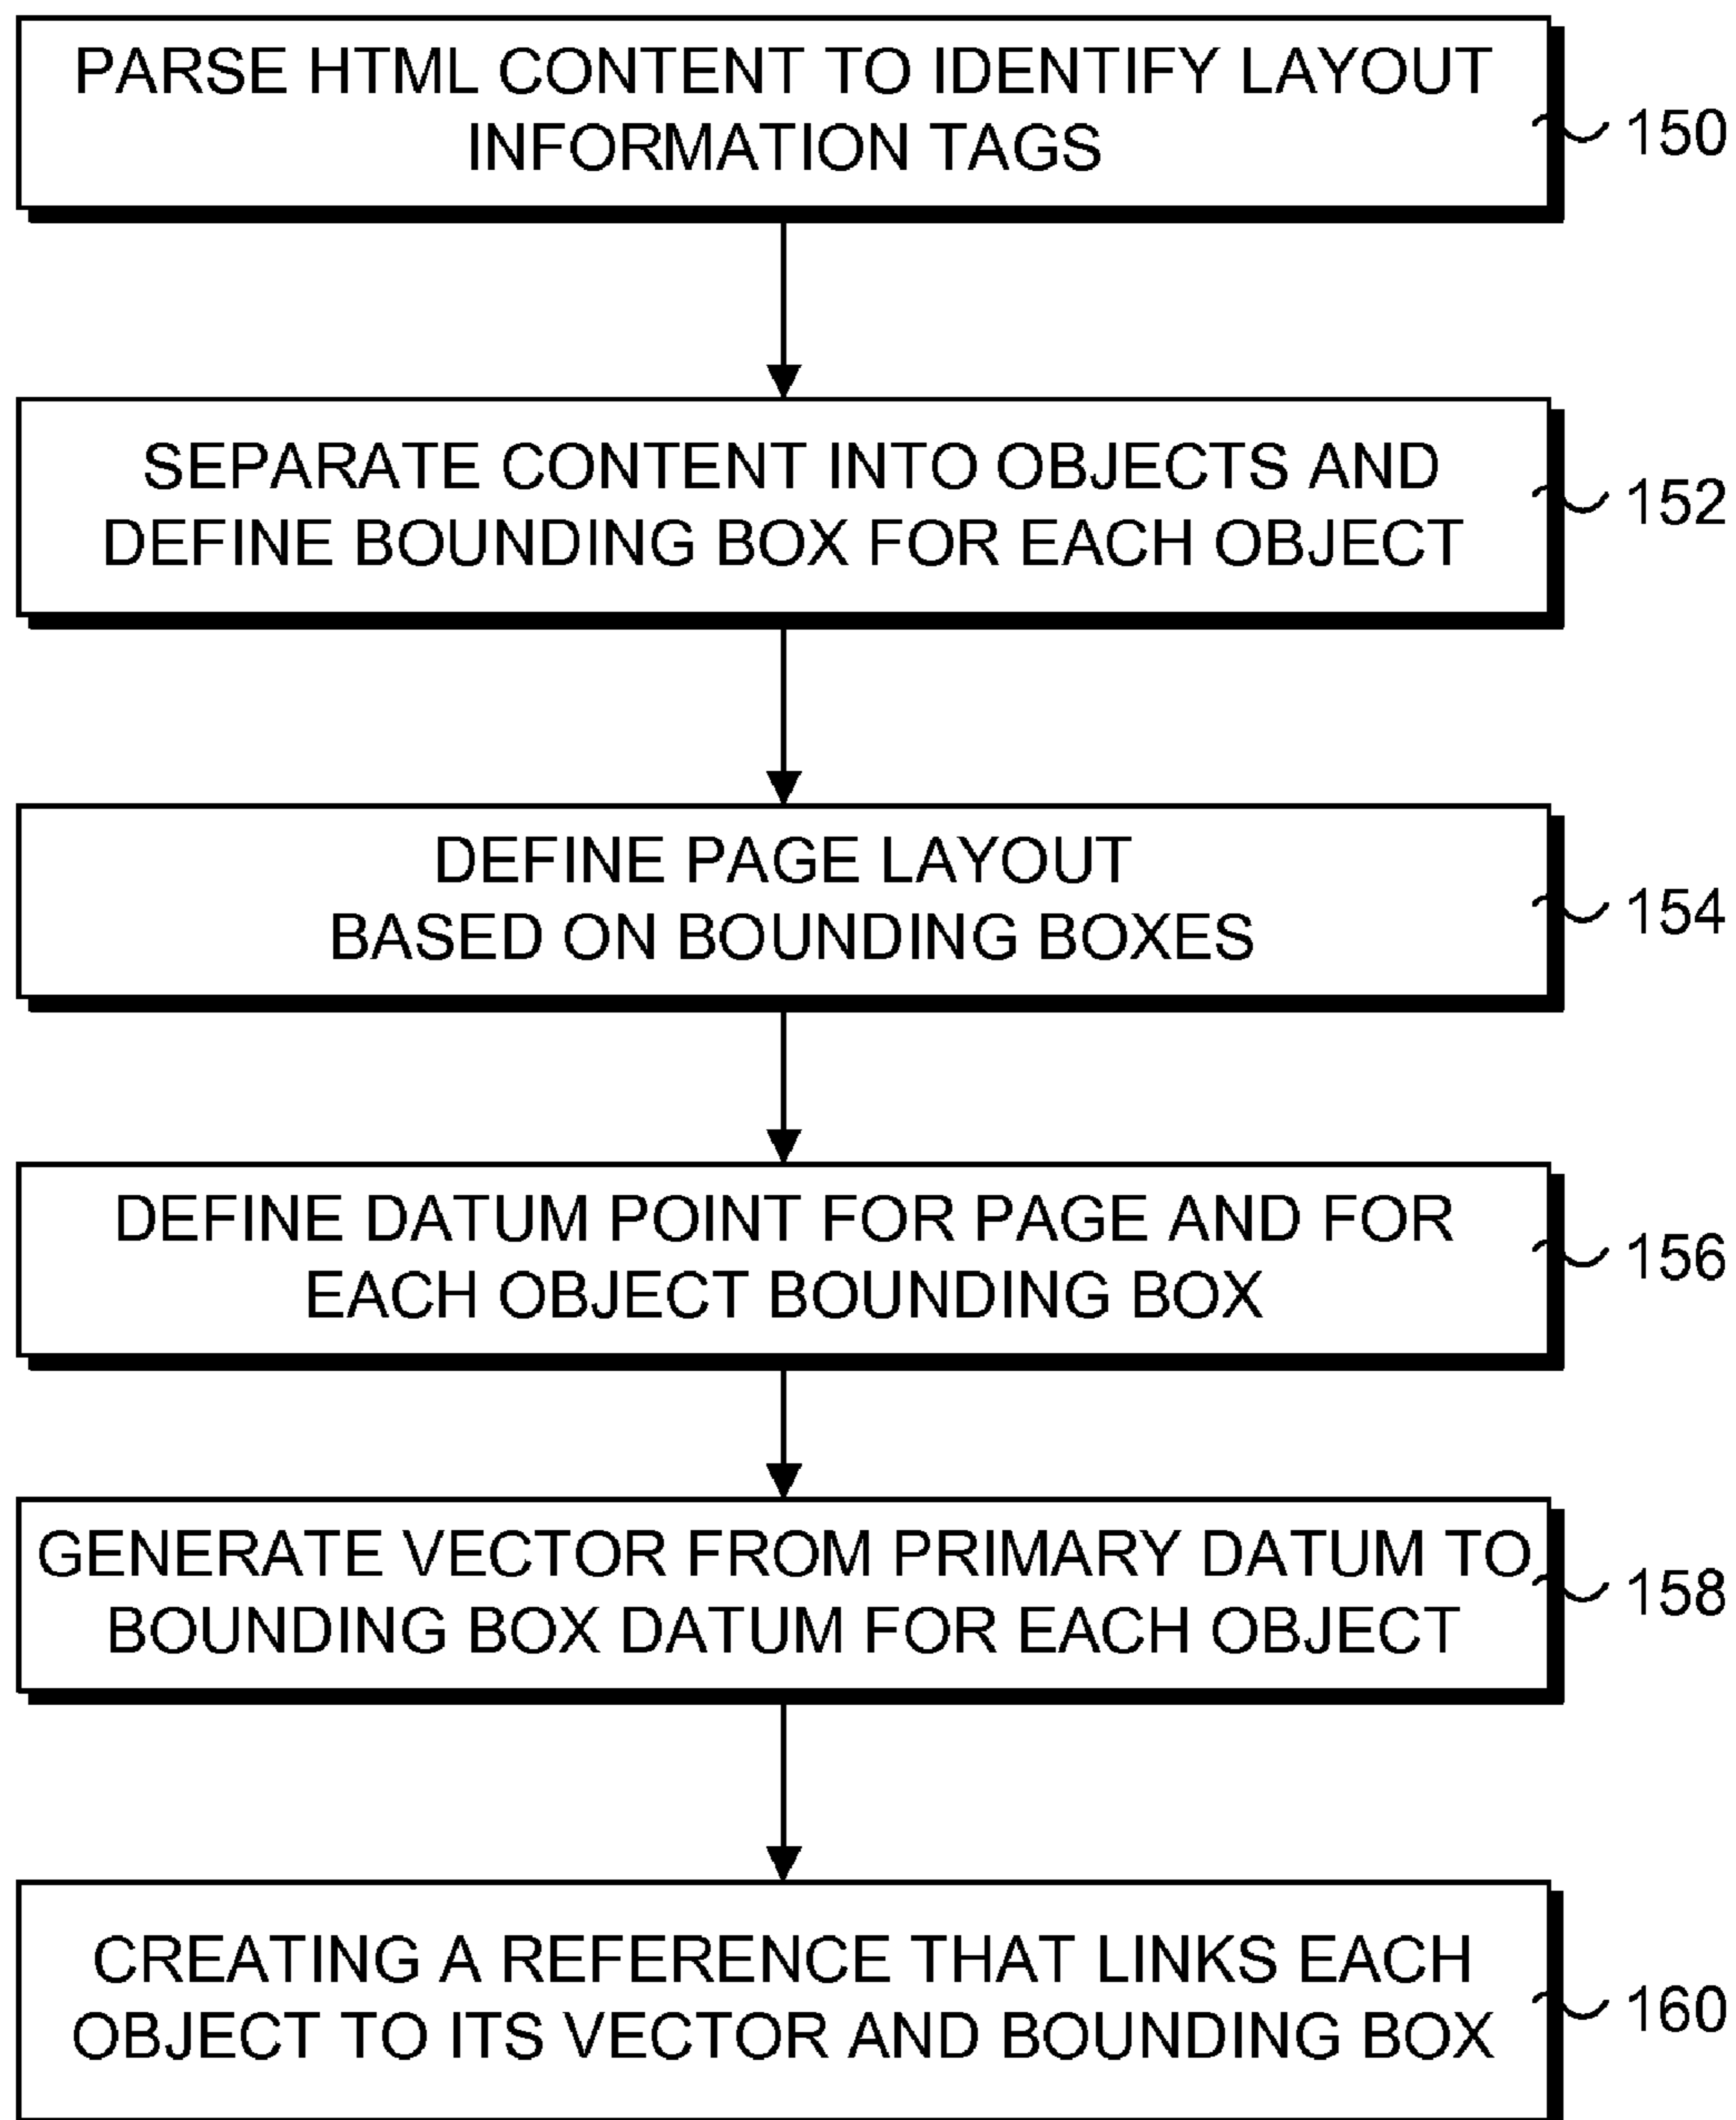 PARSE HTML CONTENT TO IDENTIFY LAYOUT
INFORMATION TAGS
150
SEPARATE CONTENT INTO OBJECTS AND
DEFINE BOUNDING BOX FOR EACH OBJECT
152
DEFINE PAGE LAYOUT
BASED ON BOUNDING BOXES
154
DEFINE DATUM POINT FOR PAGE AND FOR
EACH OBJECT BOUNDING BOX
156
GENERATE VECTOR FROM PRIMARY DATUM TO
BOUNDING BOX DATUM FOR EACH OBJECT
158
CREATING A REFERENCE THAT LINKS EACH
OBJECT TO ITS VECTOR AND BOUNDING BOX
160